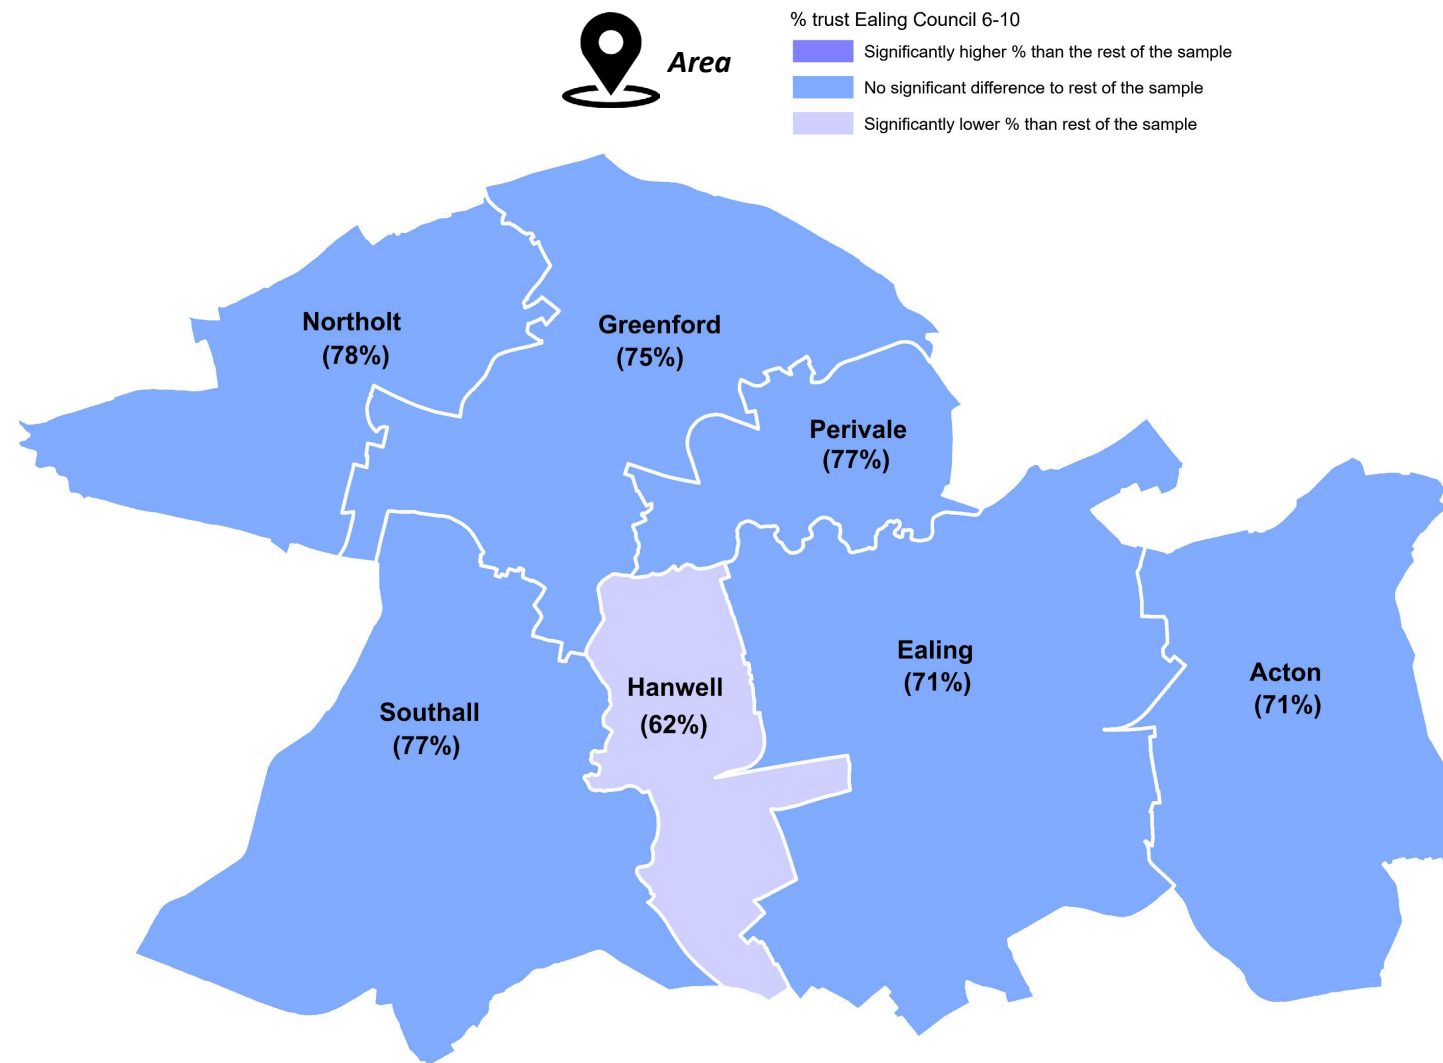 Area
% trust Ealing Council 6-10
Significantly higher % than the rest of the sample
No significant difference to rest of the sample
Significantly lower % than rest of the sample
Northolt
(78%)
Greenford
(75%)
Perivale
(77%)
Ealing
(71%)
Acton
(71%)
Hanwell
(62%)
Southall
(77%)